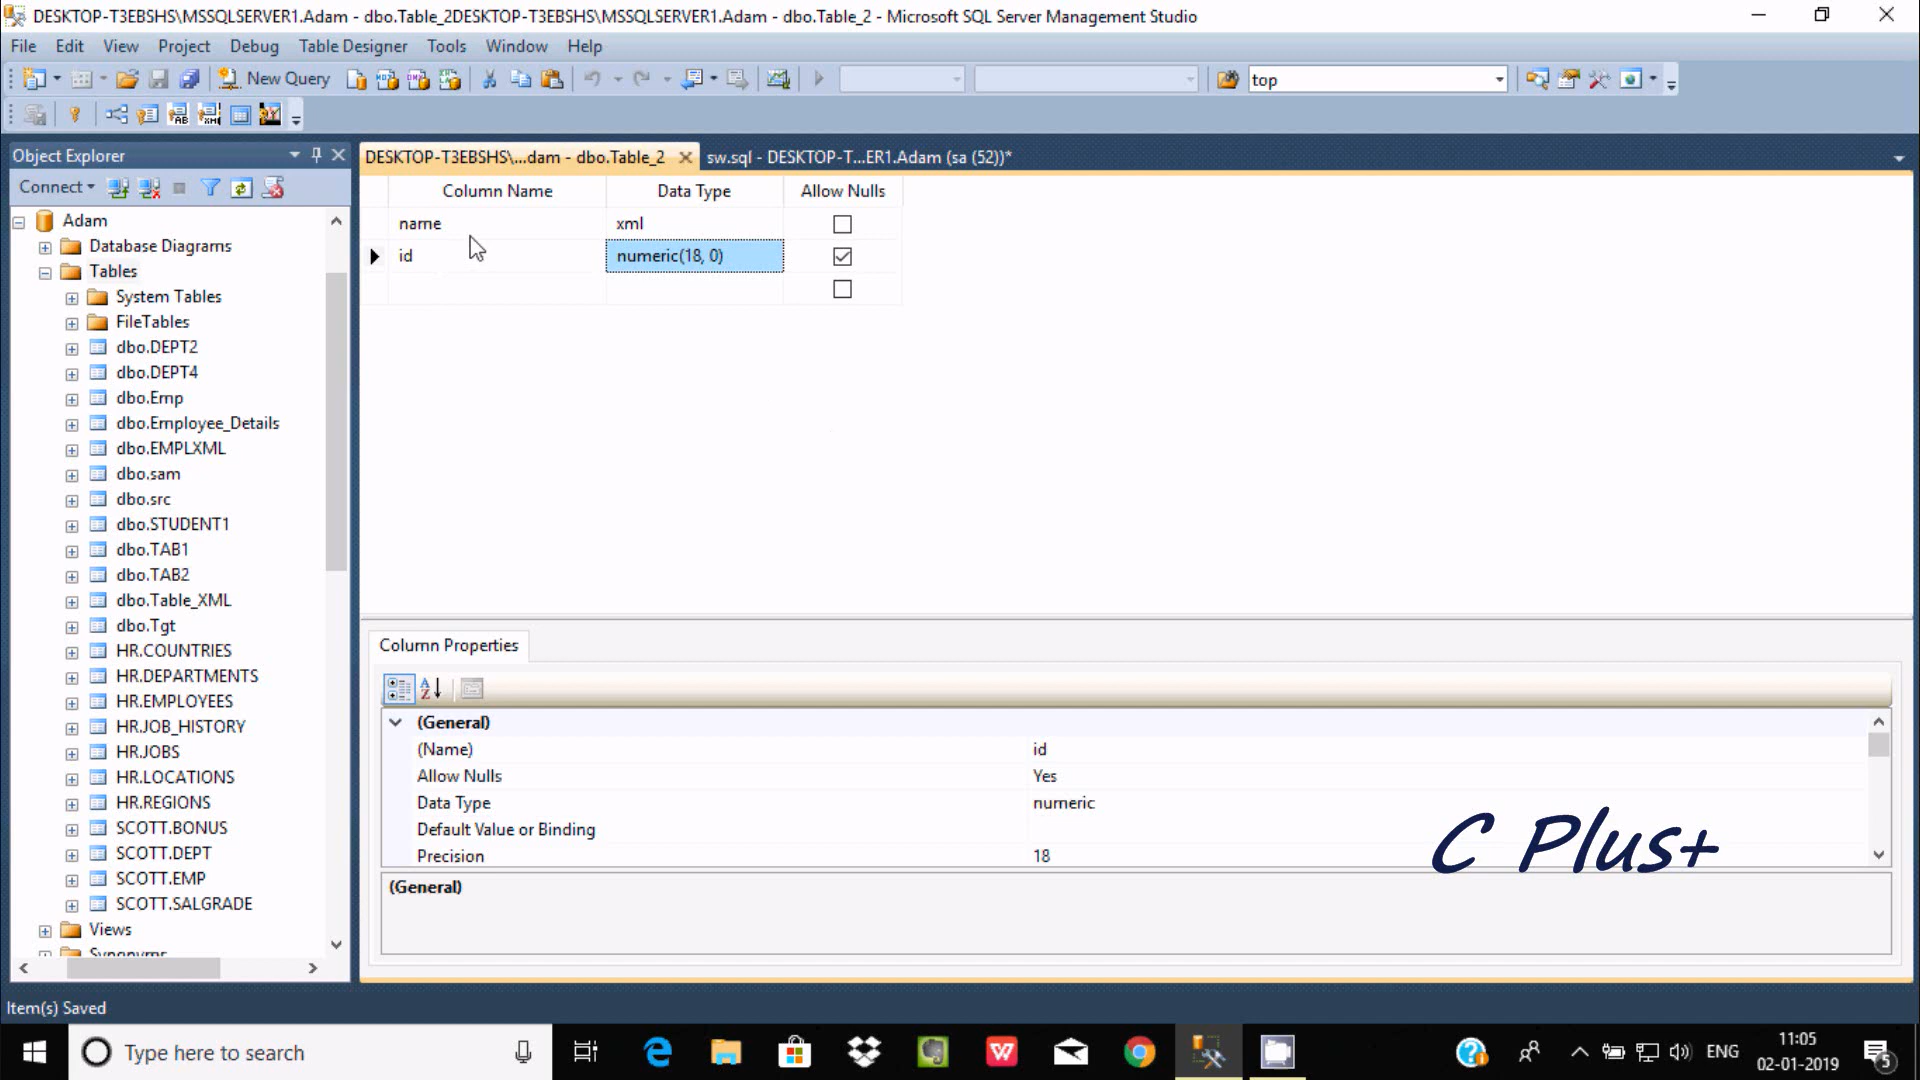 DESKTOP-T3EBSHS\MSSQLSERVER1.Adam - dbo.Table_2DESKTOP-T3EBSHS\MSSQLSERVER1.Adam - dbo.Table_2 - Microsoft SQL Server Management Studio
File Edit View Project Debug Table Designer Tools Window Help
New Query top
Object Explorer
Connect
Adam
Database Diagrams
Tables
System Tables
FileTables
dbo.DEPT2
dbo.DEPT4
dbo.Emp
dbo.Employee_Details
dbo.EMPLXML
dbo.sam
dbo.src
dbo.STUDENT1
dbo.TAB1
dbo.TAB2
dbo.Table_XML
dbo.Tgt
HR.COUNTRIES
HR.DEPARTMENTS
HR.EMPLOYEES
HR.JOB_HISTORY
HR.JOBS
HR.LOCATIONS
HR.REGIONS
SCOTT.BONUS
SCOTT.DEPT
SCOTT.EMP
SCOTT.SALGRADE
Views
Synonyms
DESKTOP-T3EBSHS\...dam - dbo.Table_2 sw.sql - DESKTOP-T...ER1.Adam (sa (52))*
Column Name Data Type Allow Nulls
name xml
id numeric(18, 0)
Column Properties
(General)
(Name) id
Allow Nulls Yes
Data Type numeric
Default Value or Binding
Precision 18
(General)
C Plus+
Item(s) Saved
Type here to search
ENG
11:05
02-01-2019
5